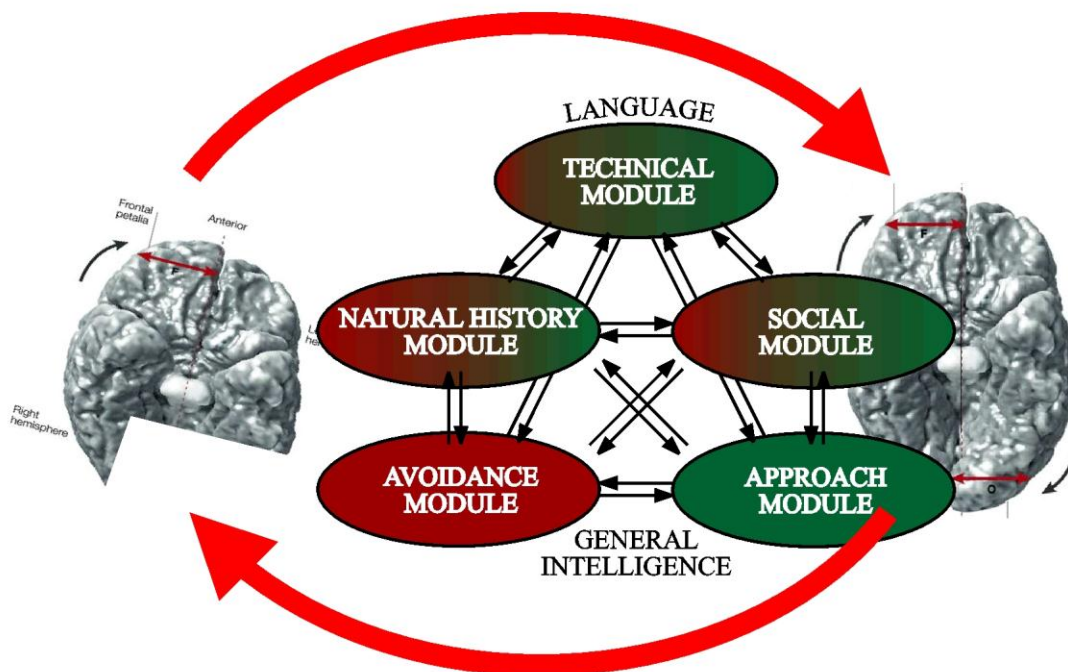 LANGUAGE
TECHNICAL
MODULE
Frontal
petalia
Anterior
F
F
NATURAL HISTORY
MODULE
SOCIAL
MODULE
Right
hemisphere
AVOIDANCE
MODULE
APPROACH
MODULE
O
GENERAL
INTELLIGENCE